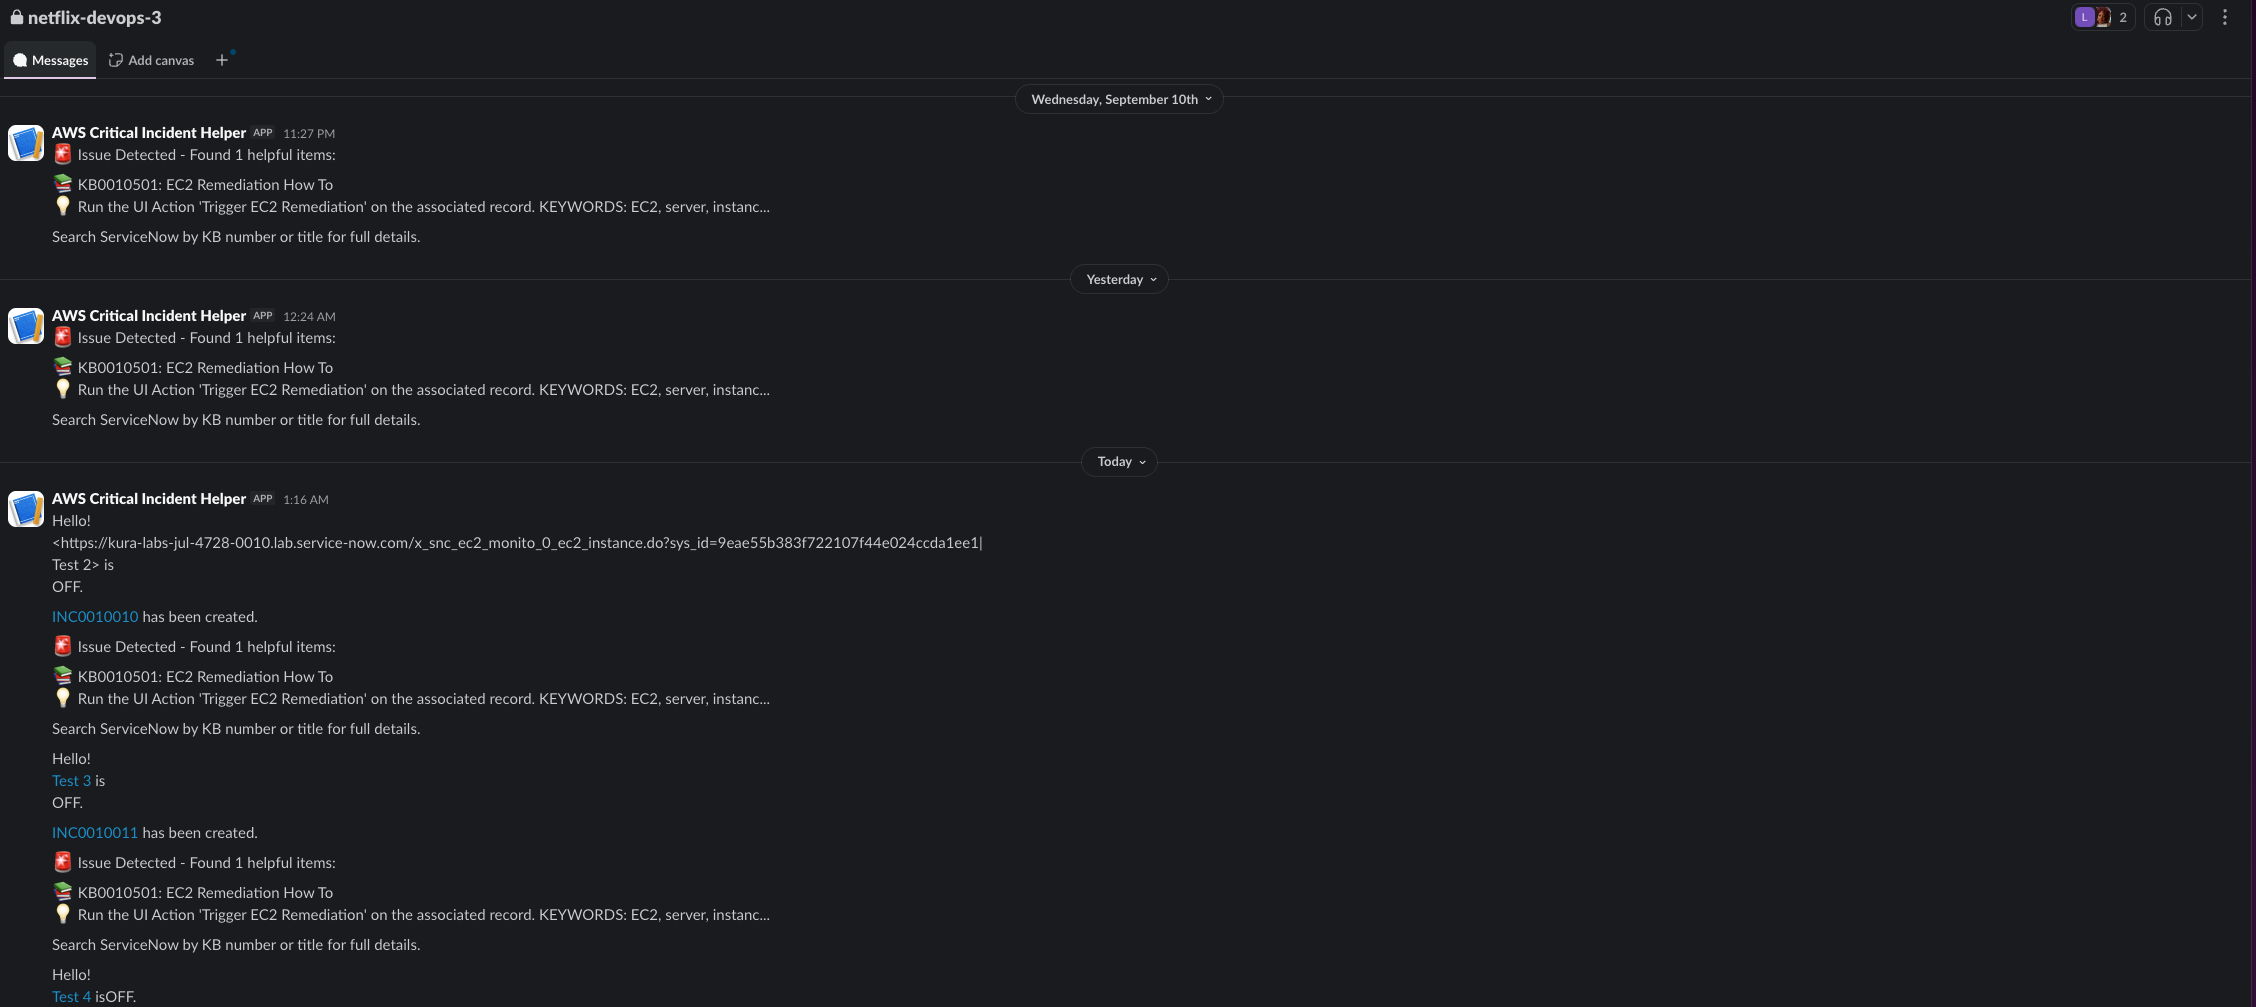 netflix-devops-3
L 2
Messages Add canvas +
Wednesday, September 10th
AWS Critical Incident Helper APP 11:27 PM
Issue Detected - Found 1 helpful items:
KB0010501: EC2 Remediation How To
Run the UI Action 'Trigger EC2 Remediation' on the associated record. KEYWORDS: EC2, server, instanc...
Search ServiceNow by KB number or title for full details.
Yesterday
AWS Critical Incident Helper APP 12:24 AM
Issue Detected - Found 1 helpful items:
KB0010501: EC2 Remediation How To
Run the UI Action 'Trigger EC2 Remediation' on the associated record. KEYWORDS: EC2, server, instanc...
Search ServiceNow by KB number or title for full details.
Today
AWS Critical Incident Helper APP 1:16 AM
Hello!
<https://kura-labs-jul-4728-0010.lab.service-now.com/x_snc_ec2_monito_0_ec2_instance.do?sys_id=9eae55b383f722107f44e024ccda1ee1|
Test 2> is
OFF.
INC0010010 has been created.
Issue Detected - Found 1 helpful items:
KB0010501: EC2 Remediation How To
Run the UI Action 'Trigger EC2 Remediation' on the associated record. KEYWORDS: EC2, server, instanc...
Search ServiceNow by KB number or title for full details.
Hello!
Test 3 is
OFF.
INC0010011 has been created.
Issue Detected - Found 1 helpful items:
KB0010501: EC2 Remediation How To
Run the UI Action 'Trigger EC2 Remediation' on the associated record. KEYWORDS: EC2, server, instanc...
Search ServiceNow by KB number or title for full details.
Hello!
Test 4 isOFF.